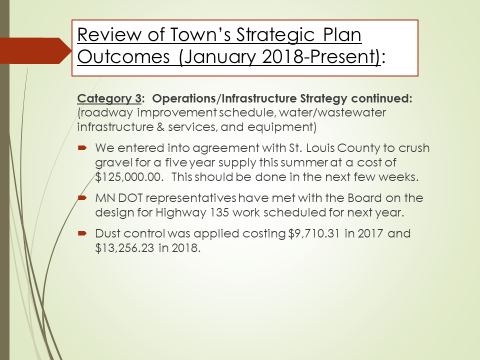 Review of Town's Strategic Plan
Outcomes (January 2018-Present):
Category 3: Operations/Infrastructure Strategy continued:
(roadway improvement schedule, water/wastewater
infrastructure & services, and equipment)
We entered into agreement with St. Louis County to crush
gravel for a five year supply this summer at a cost of
$125,000.00. This should be done in the next few weeks.
MN DOT representatives have met with the Board on the
design for Highway 135 work scheduled for next year.
Dust control was applied costing $9,710.31 in 2017 and
$13,256.23 in 2018.